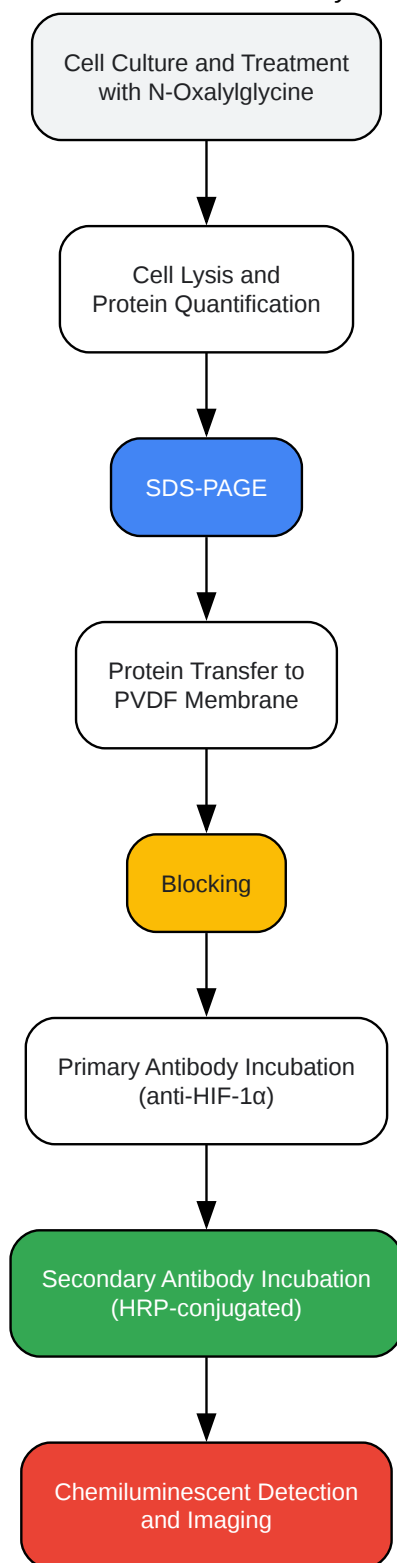 Cell Culture and Treatment
with N-Oxalylglycine
Cell Lysis and
Protein Quantification
SDS-PAGE
Protein Transfer to
PVDF Membrane
Blocking
Primary Antibody Incubation
(anti-HIF-1α)
Secondary Antibody Incubation
(HRP-conjugated)
Chemiluminescent Detection
and Imaging